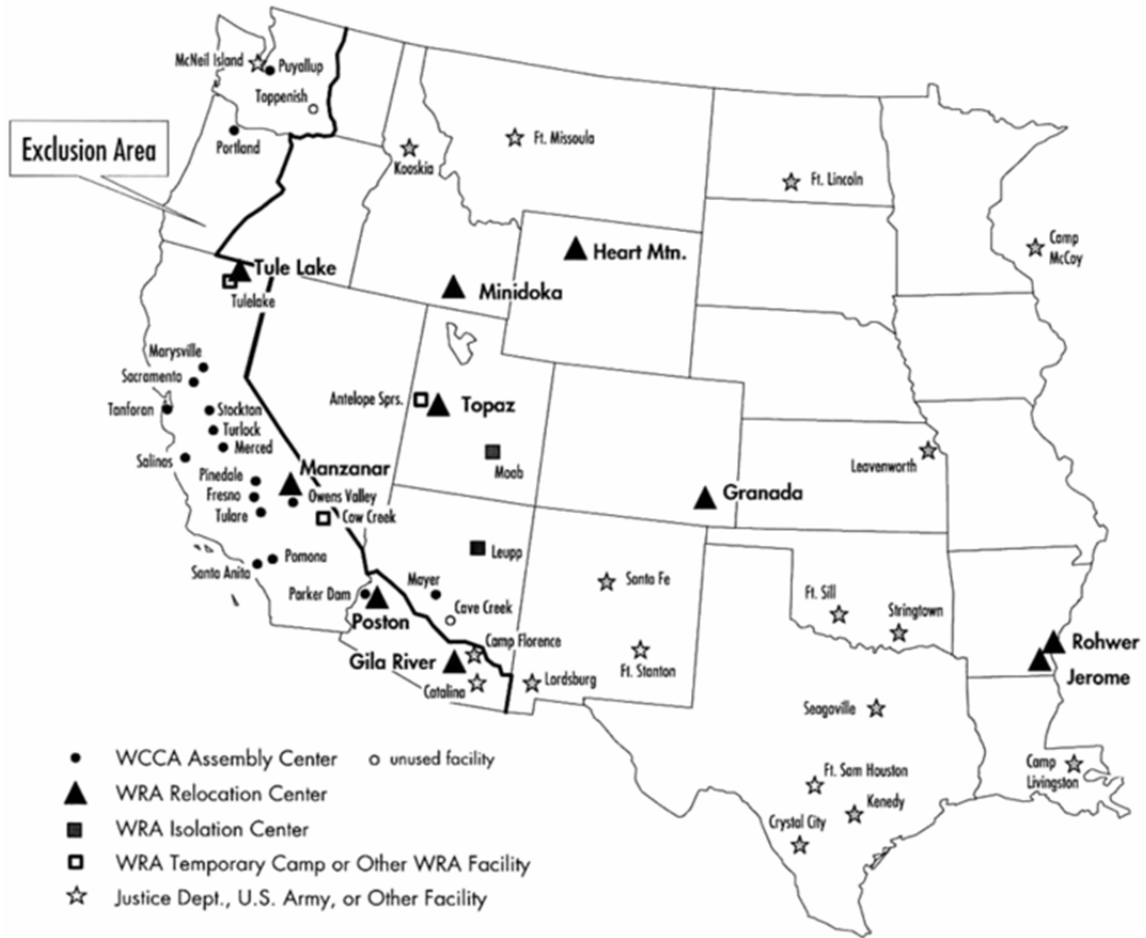 McNeil Island
Puyallup
Toppenish
Exclusion Area
Portland
Kooskia
Ft. Missoula
Ft. Lincoln
Camp
McCoy
Heart Mtn.
Tule Lake
Tulelake
Minidoka
Marysville
Sacramento
Tanforan
Stockton
Turlock
Merced
Salinas
Antelope Sprs.
Topaz
Moab
Leavenworth
Pinedale
Manzanar
Fresno
Owens Valley
Tulare
Cow Creek
Granada
Pomona
Santa Anita
Leupp
Santa Fe
Parker Dam
Mayer
Cave Creek
Poston
Ft. Sill
Stringtown
Camp Florence
Gila River
Catalina
Lordsburg
Ft. Stanton
Rohwer
Jerome
Seagoville
Ft. Sam Houston
Kenedy
Crystal City
Camp
Livingston
WCCA Assembly Center
unused facility
WRA Relocation Center
WRA Isolation Center
WRA Temporary Camp or Other WRA Facility
Justice Dept., U.S. Army, or Other Facility